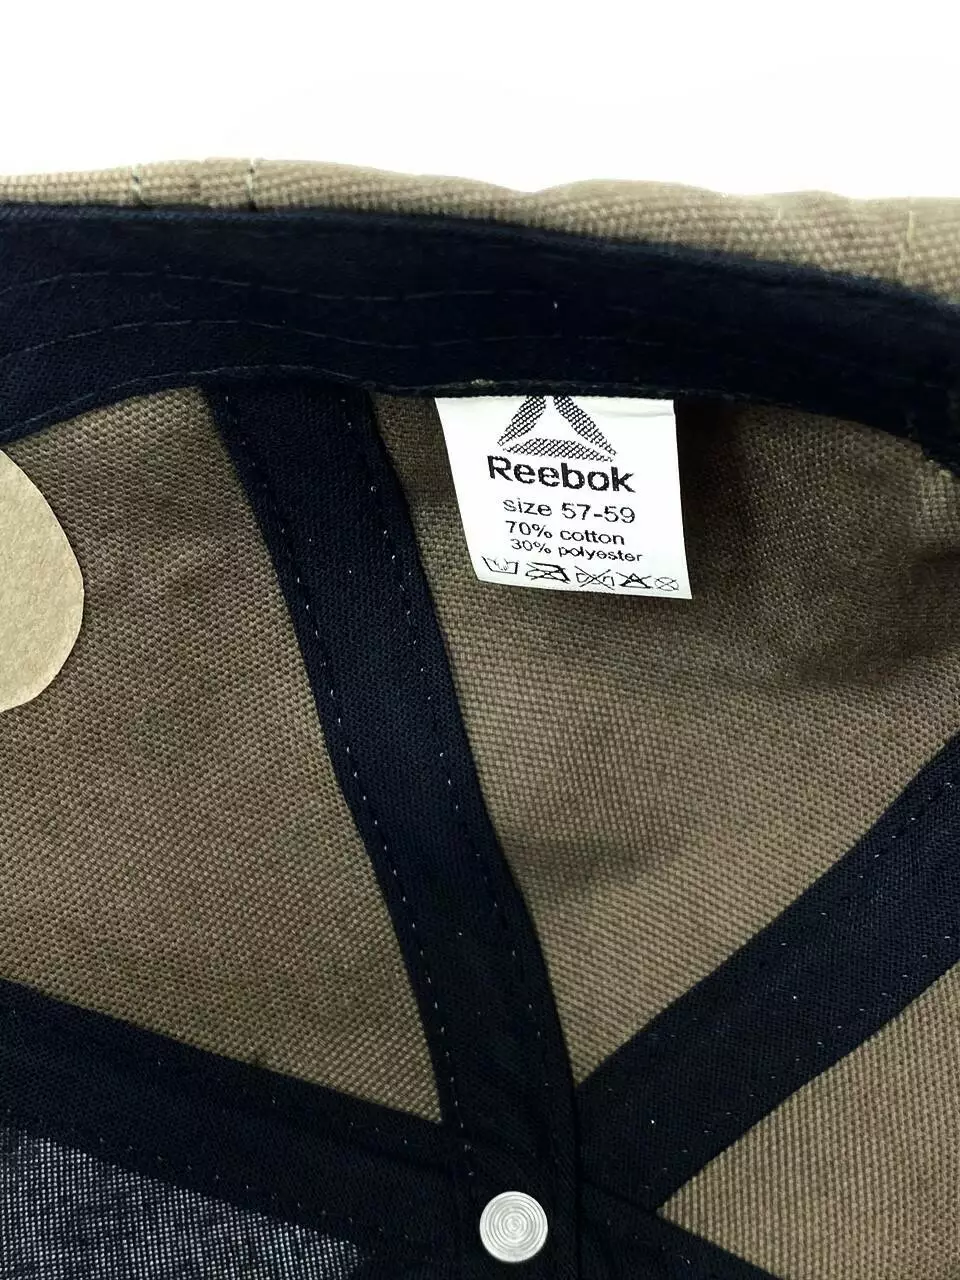 Reebok
size 57-59
70% cotton
30% polyester